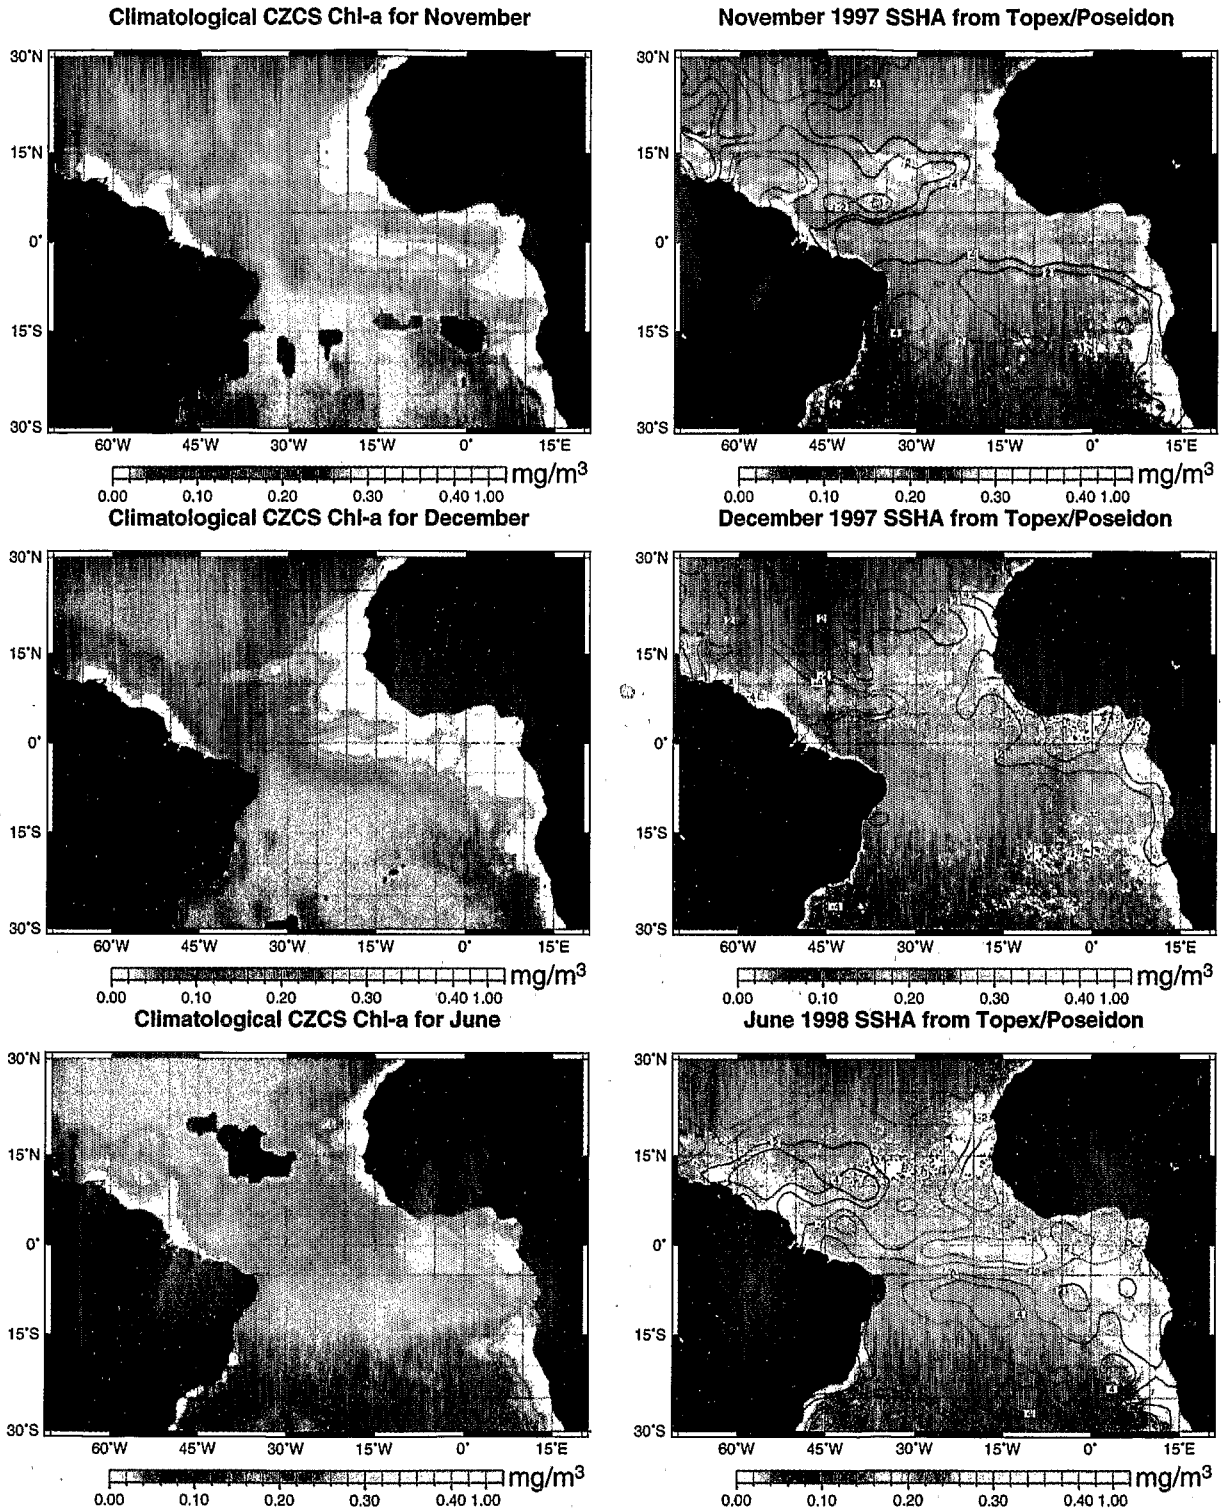 Climatological CZCS Chl-a for November
November 1997 SSHA from Topex/Poseidon
30°N
15°N
0°
15°S
30°S
60°W 45°W 30°W 15°W 0° 15°E
0.00 0.10 0.20 0.30 0.40 1.00 mg/m³
30°N
15°N
0°
15°S
30°S
60°W 45°W 30°W 15°W 0° 15°E
0.00 0.10 0.20 0.30 0.40 1.00 mg/m³
Climatological CZCS Chl-a for December
December 1997 SSHA from Topex/Poseidon
30°N
15°N
0°
15°S
30°S
60°W 45°W 30°W 15°W 0° 15°E
0.00 0.10 0.20 0.30 0.40 1.00 mg/m³
30°N
15°N
0°
15°S
30°S
60°W 45°W 30°W 15°W 0° 15°E
0.00 0.10 0.20 0.30 0.40 1.00 mg/m³
Climatological CZCS Chl-a for June
June 1998 SSHA from Topex/Poseidon
30°N
15°N
0°
15°S
30°S
60°W 45°W 30°W 15°W 0° 15°E
0.00 0.10 0.20 0.30 0.40 1.00 mg/m³
30°N
15°N
0°
15°S
30°S
60°W 45°W 30°W 15°W 0° 15°E
0.00 0.10 0.20 0.30 0.40 1.00 mg/m³